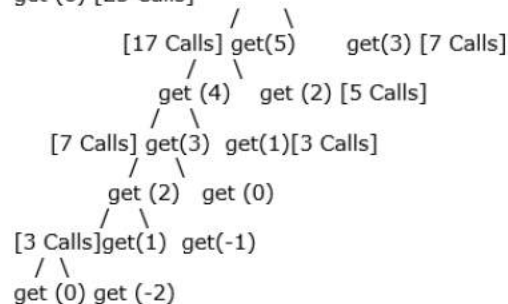 [17 Calls] get(5) get(3) [7 Calls]
/ \
get (4) get (2) [5 Calls]
/ \
[7 Calls] get(3) get(1)[3 Calls]
/ \
get (2) get (0)
/ \
[3 Calls]get(1) get(-1)
/ \
get (0) get (-2)